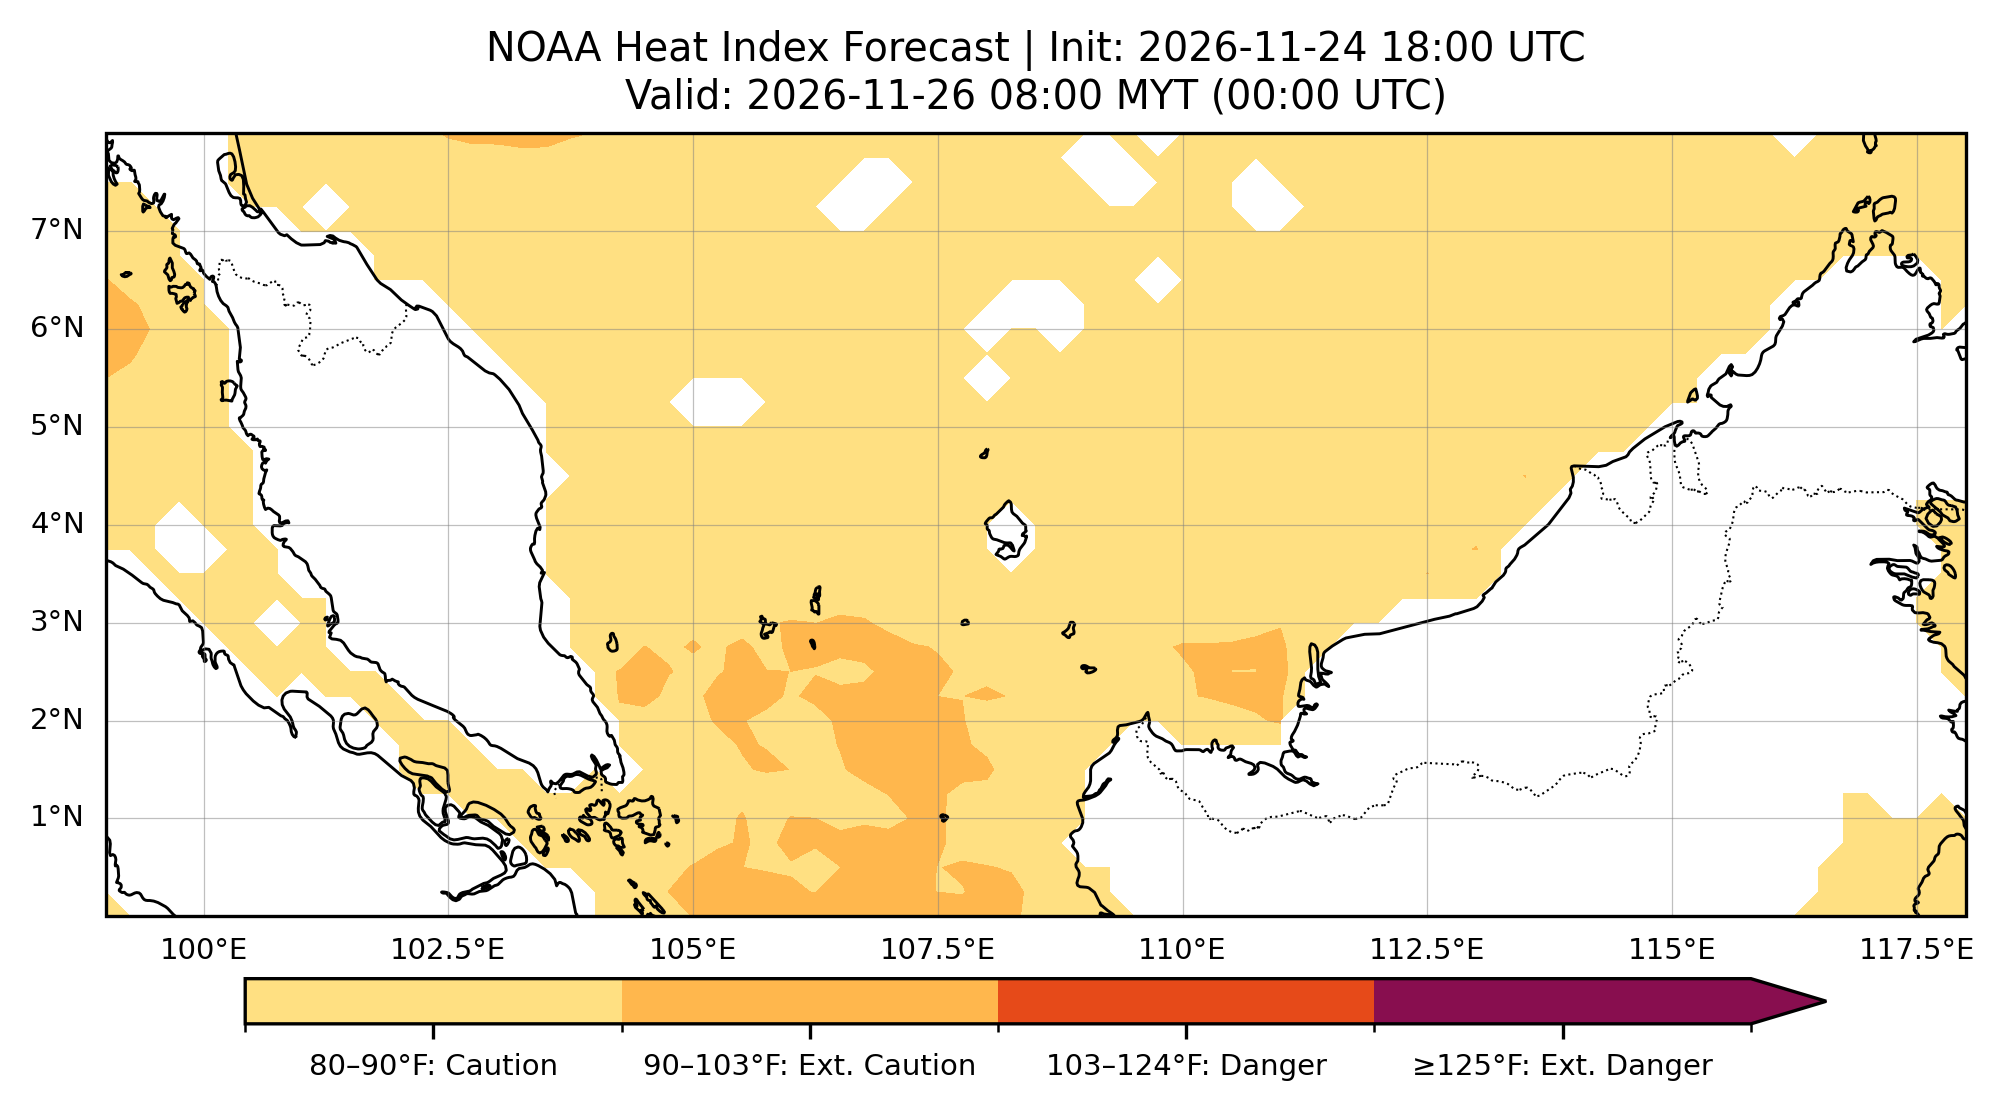 NOAA Heat Index Forecast | Init: 2026-11-24 18:00 UTC
Valid: 2026-11-26 08:00 MYT (00:00 UTC)
7°N
6°N
5°N
4°N
3°N
2°N
1°N
100°E 102.5°E 105°E 107.5°E 110°E 112.5°E 115°E 117.5°E
80–90°F: Caution 90–103°F: Ext. Caution 103–124°F: Danger ≥125°F: Ext. Danger